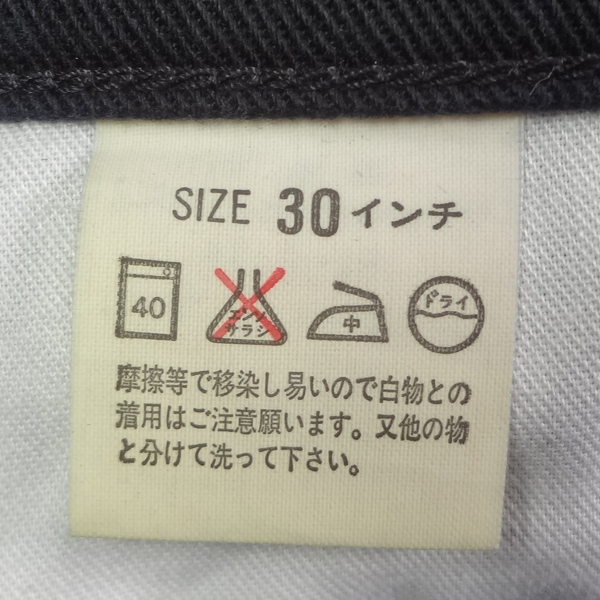 SIZE 30インチ
40 エンソ サラシ 中 ドライ
摩擦等で移染し易いので白物との
着用はご注意願います。又他の物
と分けて洗って下さい。